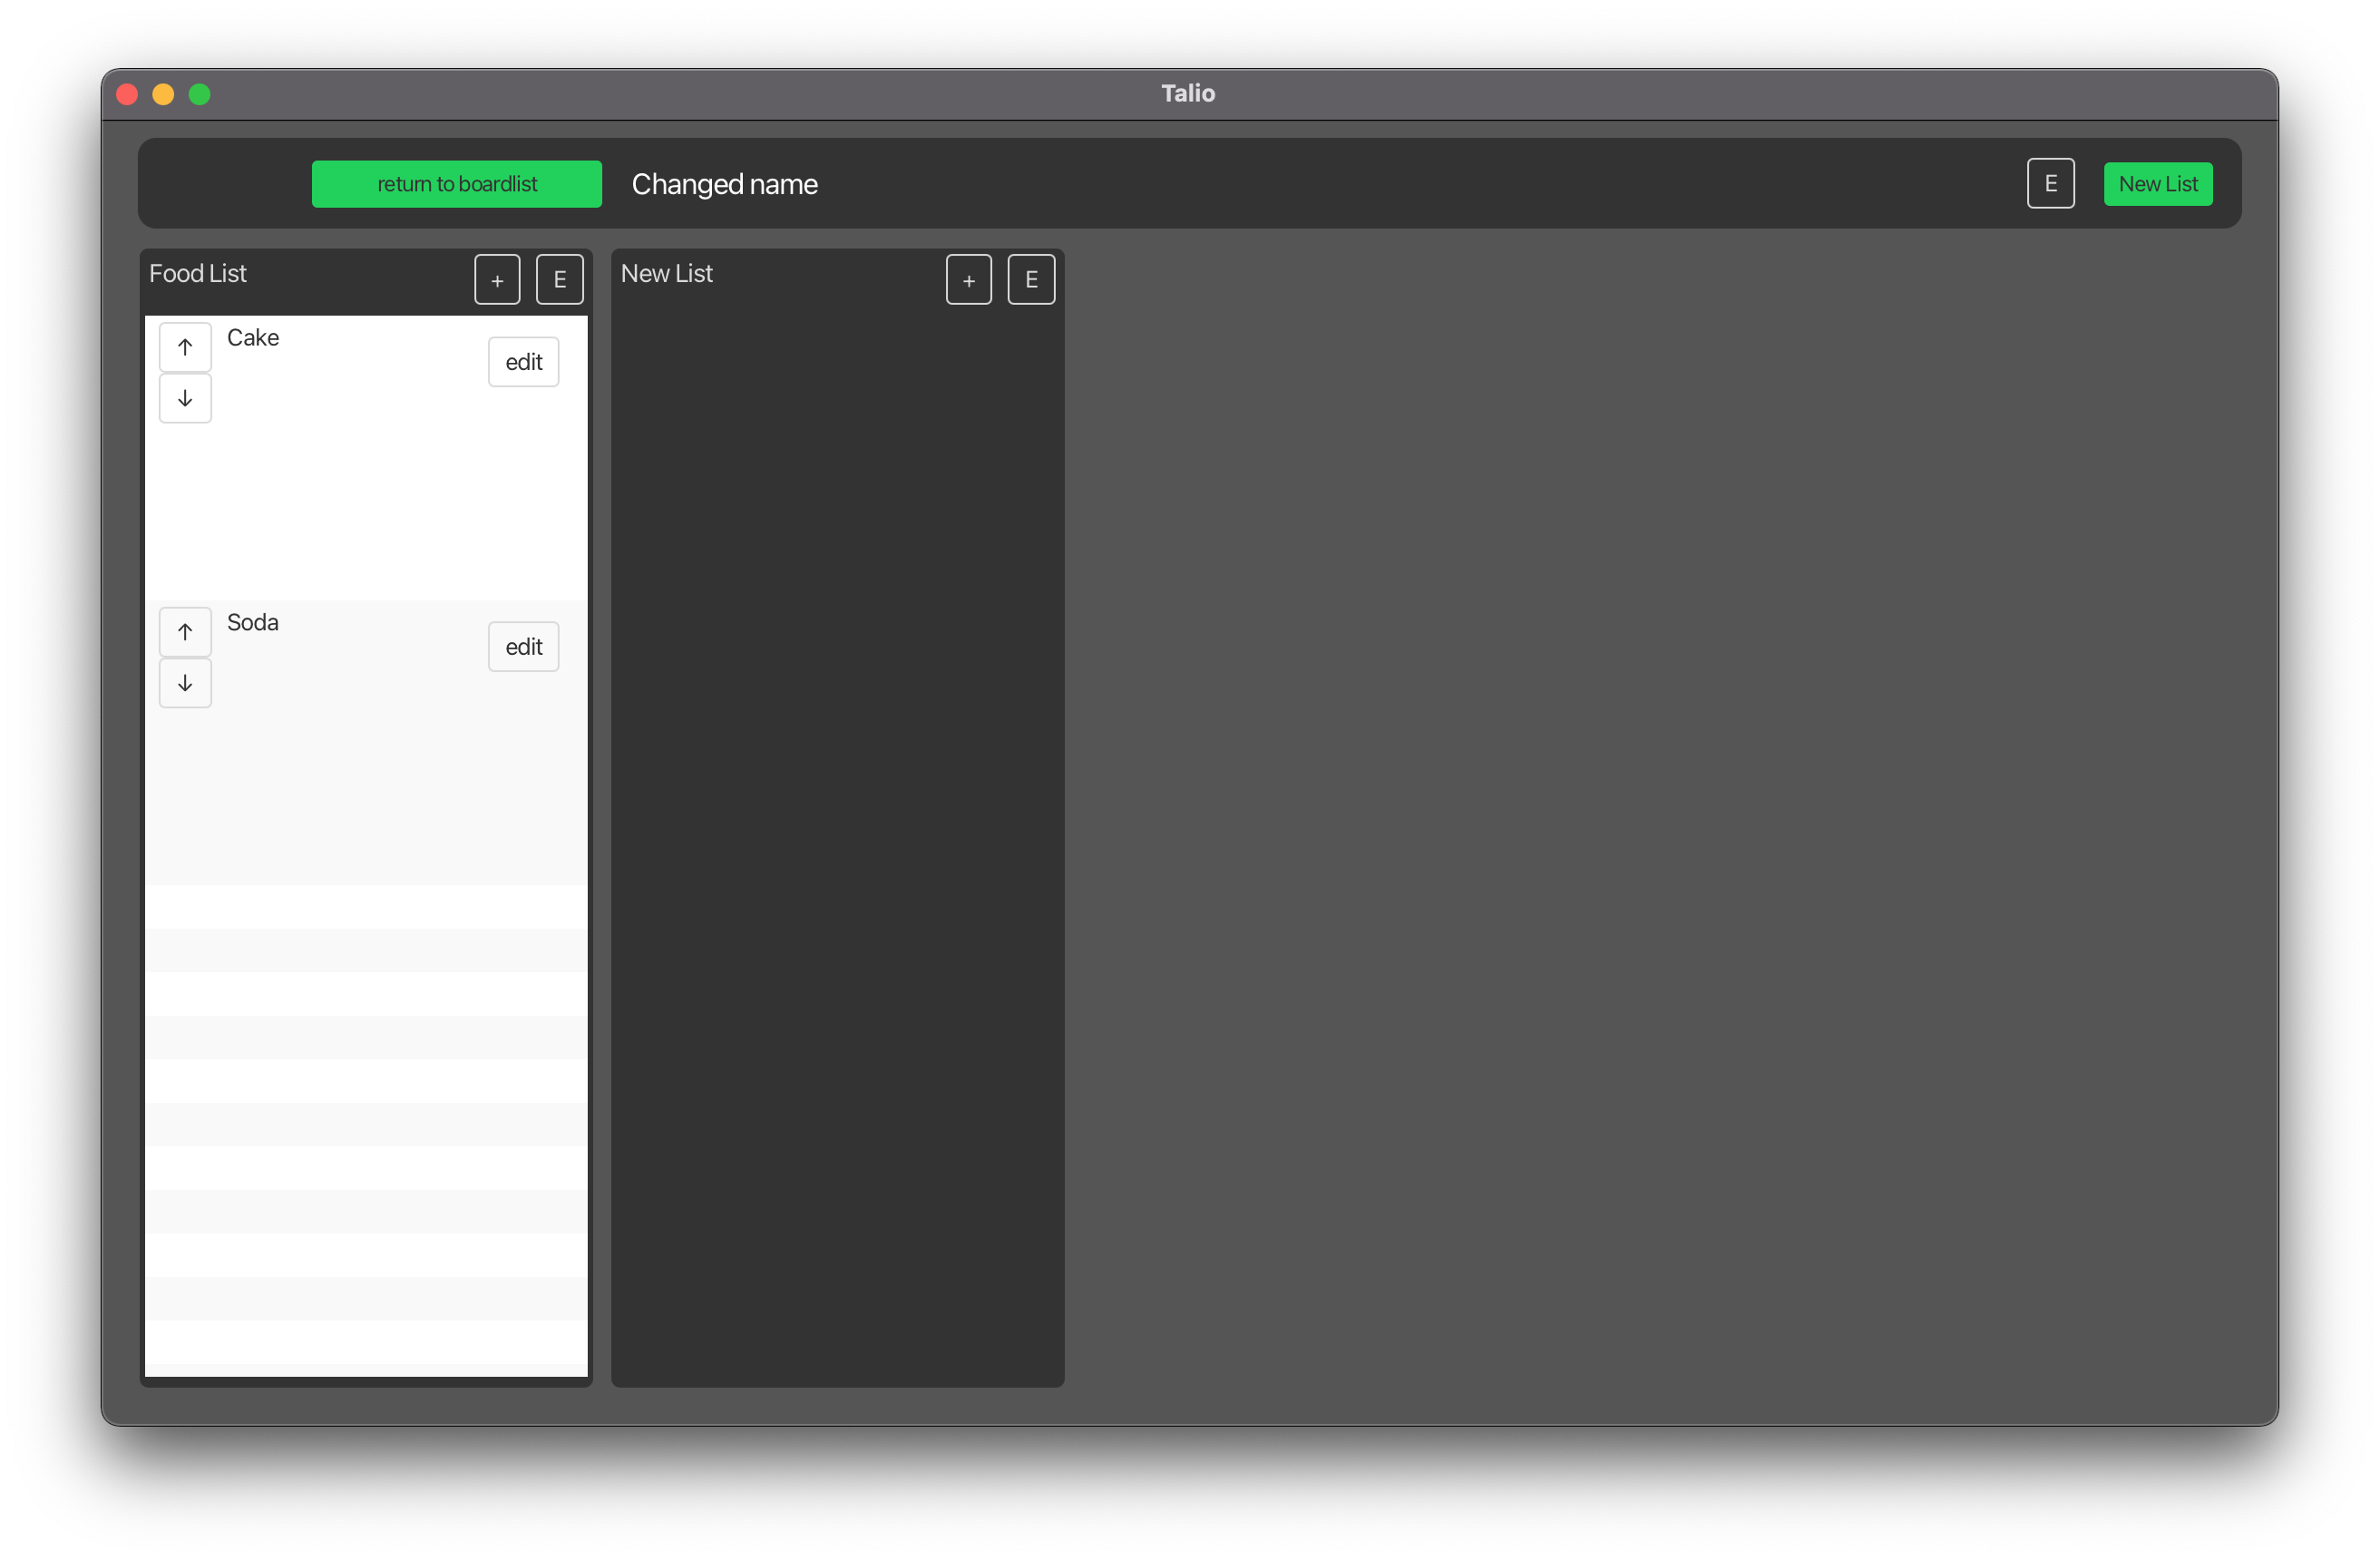 Talio
return to boardlist Changed name E New List
Food List + E
New List + E
↑ Cake edit
↓
↑ Soda edit
↓